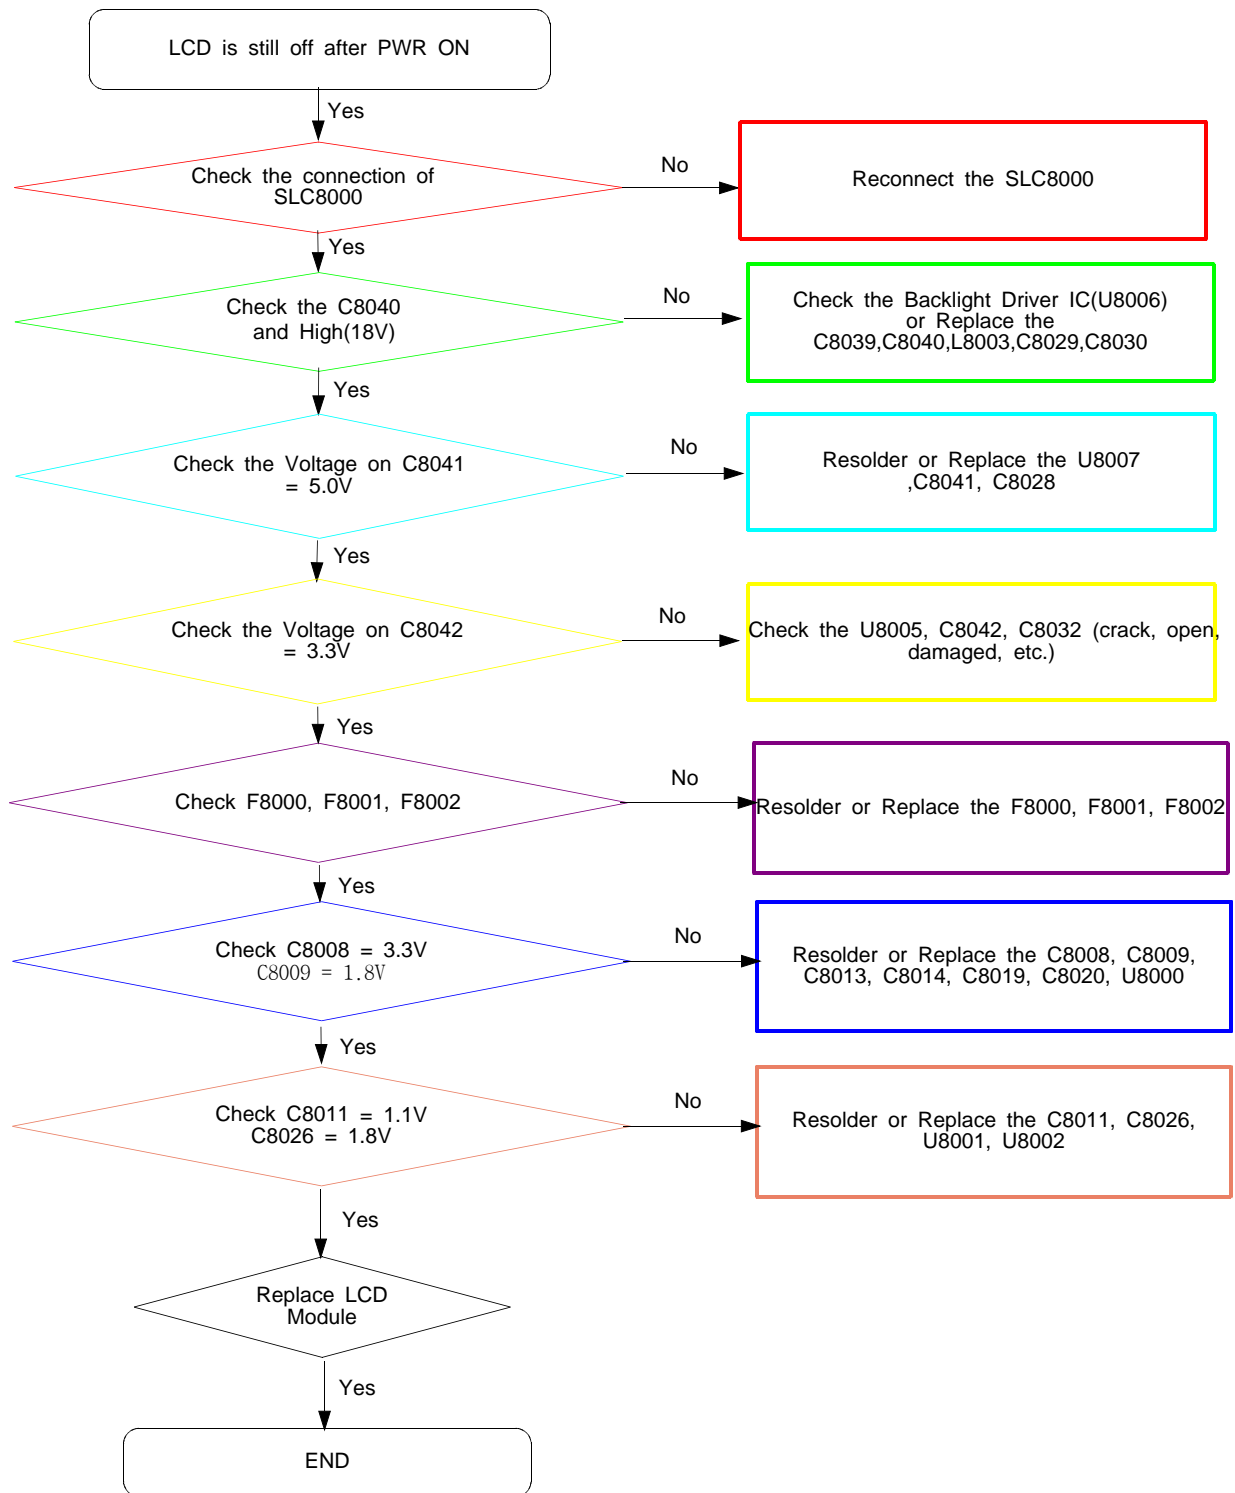 LCD is still off after PWR ON
Yes
Check the connection of
SLC8000
No
Reconnect the SLC8000
Yes
Check the C8040
and High(18V)
No
Check the Backlight Driver IC(U8006)
or Replace the
C8039,C8040,L8003,C8029,C8030
Yes
Check the Voltage on C8041
= 5.0V
No
Resolder or Replace the U8007
,C8041, C8028
Yes
Check the Voltage on C8042
= 3.3V
No
Check the U8005, C8042, C8032 (crack, open,
damaged, etc.)
Yes
Check F8000, F8001, F8002
No
Resolder or Replace the F8000, F8001, F8002
Yes
Check C8008 = 3.3V
C8009 = 1.8V
No
Resolder or Replace the C8008, C8009,
C8013, C8014, C8019, C8020, U8000
Yes
Check C8011 = 1.1V
C8026 = 1.8V
No
Resolder or Replace the C8011, C8026,
U8001, U8002
Yes
Replace LCD
Module
Yes
END